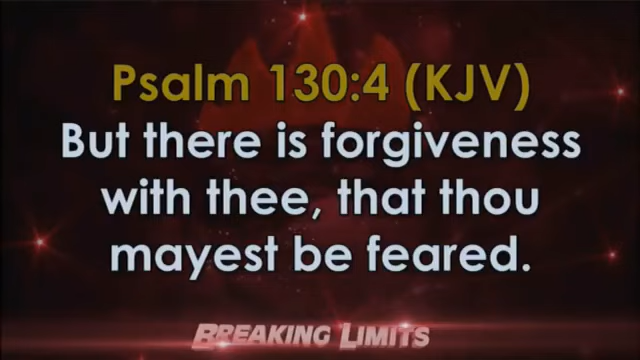 Psalm 130:4 (KJV)
But there is forgiveness
with thee, that thou
mayest be feared.
BREAKING LIMITS